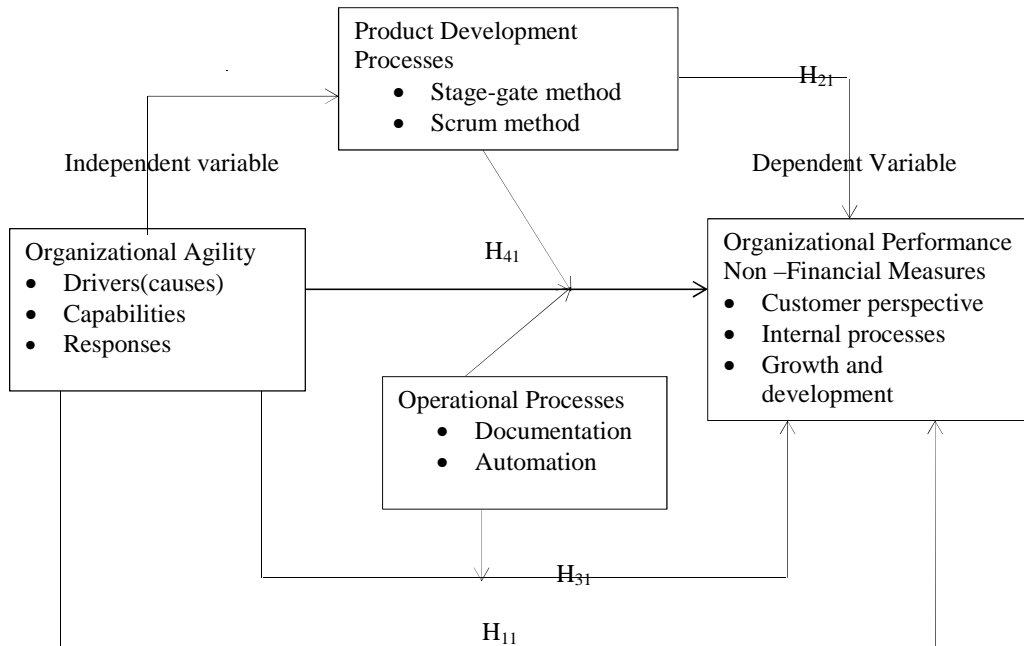 Product Development
Processes
• Stage-gate method
• Scrum method
H21
Independent variable
Dependent Variable
Organizational Agility
• Drivers(causes)
• Capabilities
• Responses
H41
Organizational Performance
Non –Financial Measures
• Customer perspective
• Internal processes
• Growth and
development
Operational Processes
• Documentation
• Automation
H31
H11